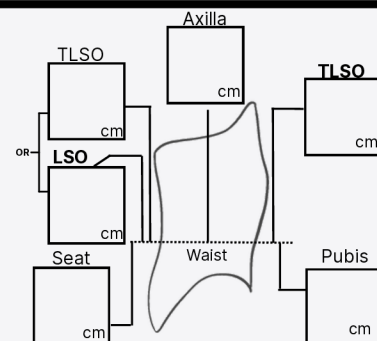 Axilla
cm
TLSO
cm
TLSO
cm
OR
LSO
cm
Waist
Seat
cm
Pubis
cm